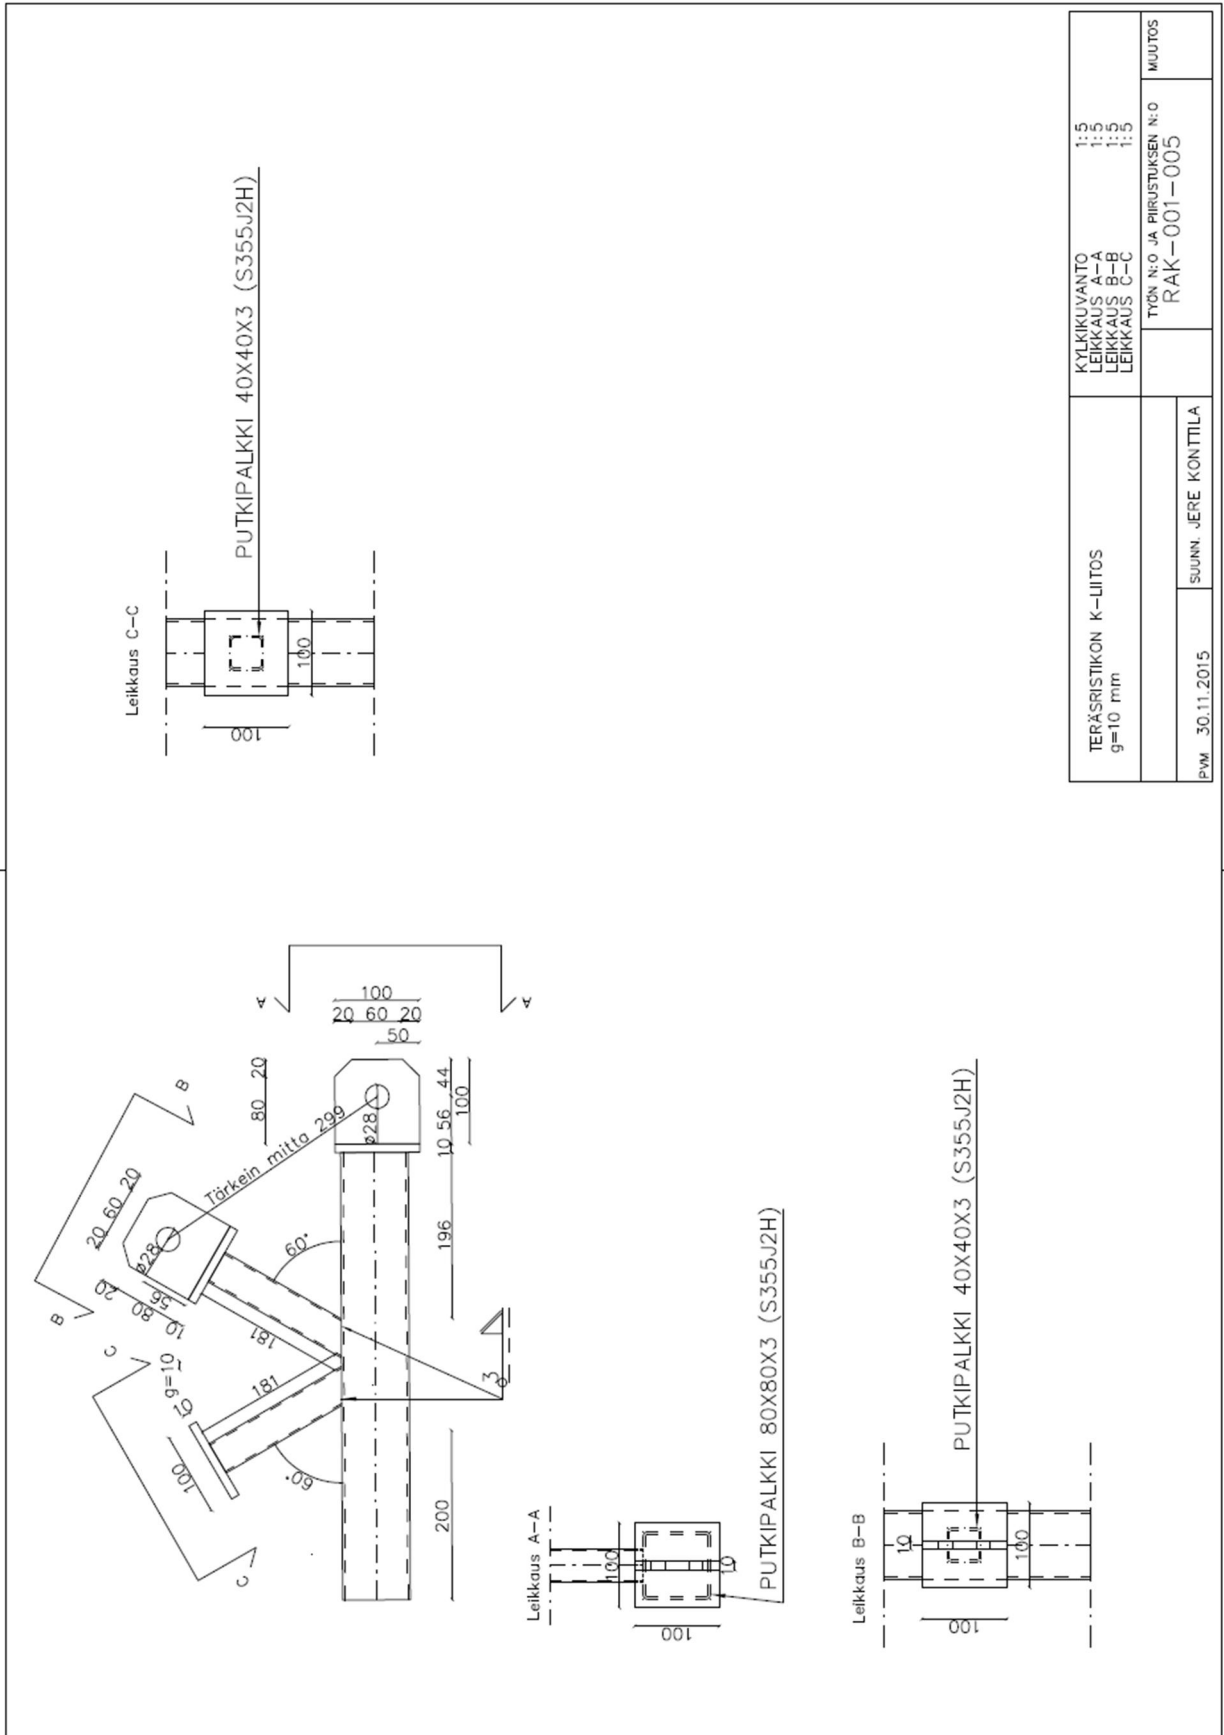 B
B
C
C
20 60 20
20
80
10
56
ø28
Tärkein mitta 299
80 20
A
A
100
20 60 20
50
ø28
10 56 44
100
g=10
10
100
181
181
60°
60°
200
196
3
Leikkaus A-A
100
100
10
PUTKIPALKKI 80X80X3 (S355J2H)
Leikkaus B-B
10
100
100
PUTKIPALKKI 40X40X3 (S355J2H)
Leikkaus C-C
100
100
PUTKIPALKKI 40X40X3 (S355J2H)
TERÄSRISTIKON K-LIITOS
g=10 mm
KYLKIKUVANTO 1:5
LEIKKAUS A-A 1:5
LEIKKAUS B-B 1:5
LEIKKAUS C-C 1:5
PVM 30.11.2015
SUUNN. JERE KONTTILA
TYÖN N:O JA PIIRUSTUKSEN N:O
RAK-001-005
MUUTOS